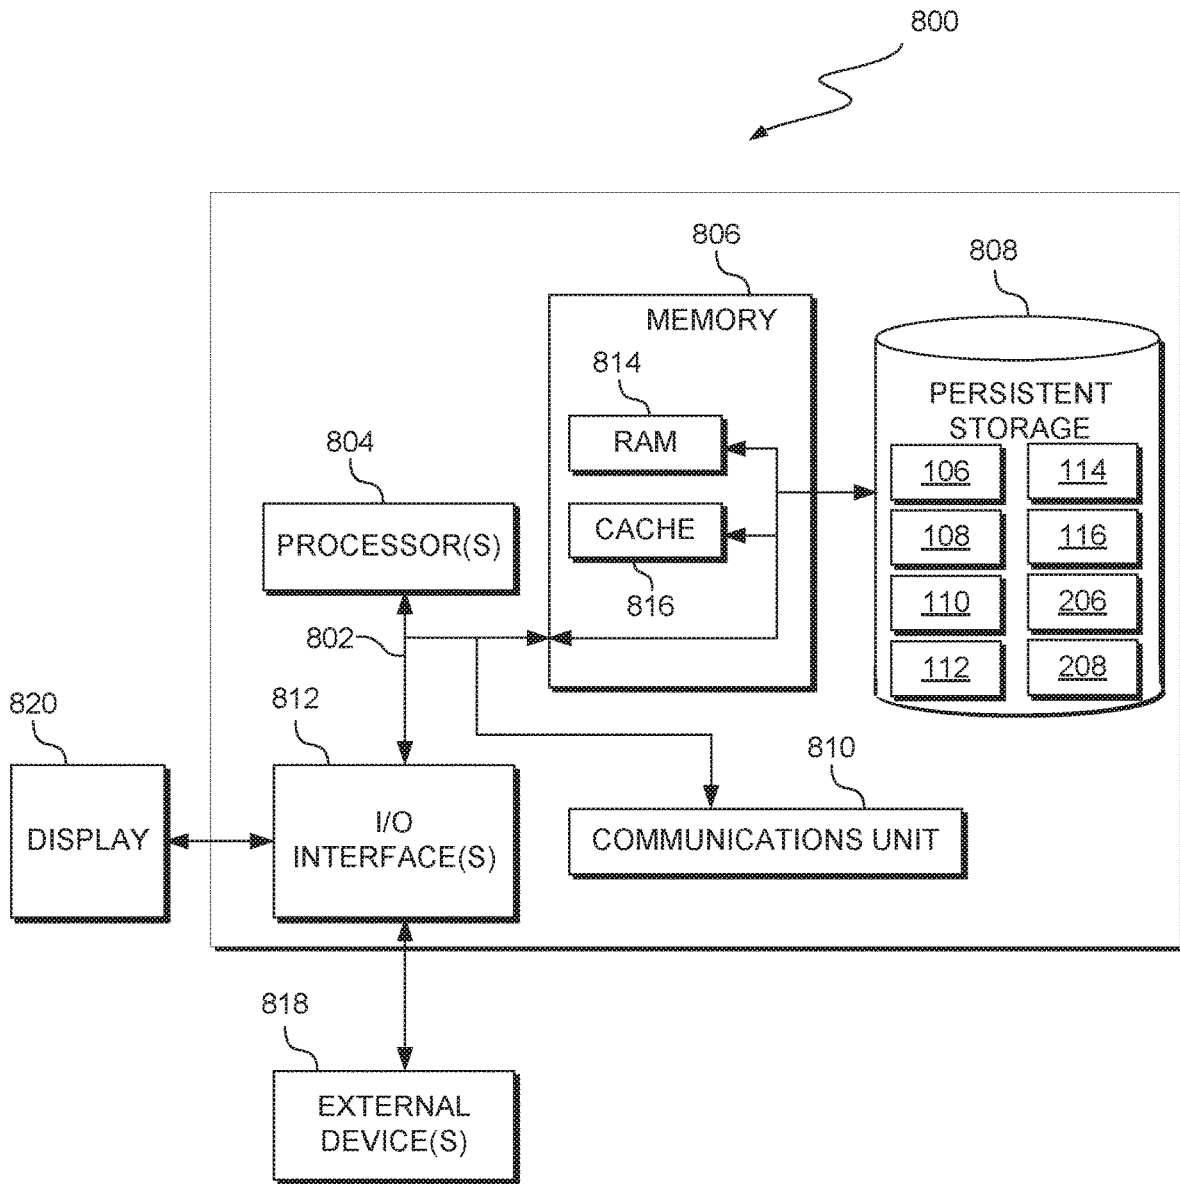 800
806
808
MEMORY
814
RAM
PERSISTENT
STORAGE
804
106
114
PROCESSOR(S)
CACHE
108
116
816
110
206
802
112
208
820
812
810
DISPLAY
I/O
INTERFACE(S)
COMMUNICATIONS UNIT
818
EXTERNAL
DEVICE(S)